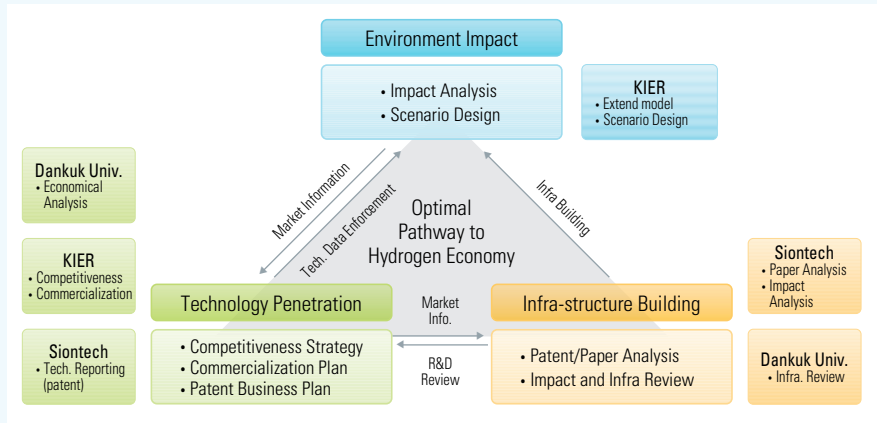 Environment Impact
• Impact Analysis
• Scenario Design
KIER
• Extend model
• Scenario Design
Dankuk Univ.
• Economical
Analysis
KIER
• Competitiveness
• Commercialization
Siontech
• Tech. Reporting
(patent)
Market Information
Tech. Data Enforcement
Optimal
Pathway to
Hydrogen Economy
Infra Building
Technology Penetration
• Competitiveness Strategy
• Commercialization Plan
• Patent Business Plan
Market
Info.
R&D
Review
Infra-structure Building
• Patent/Paper Analysis
• Impact and Infra Review
Siontech
• Paper Analysis
• Impact
Analysis
Dankuk Univ.
• Infra. Review